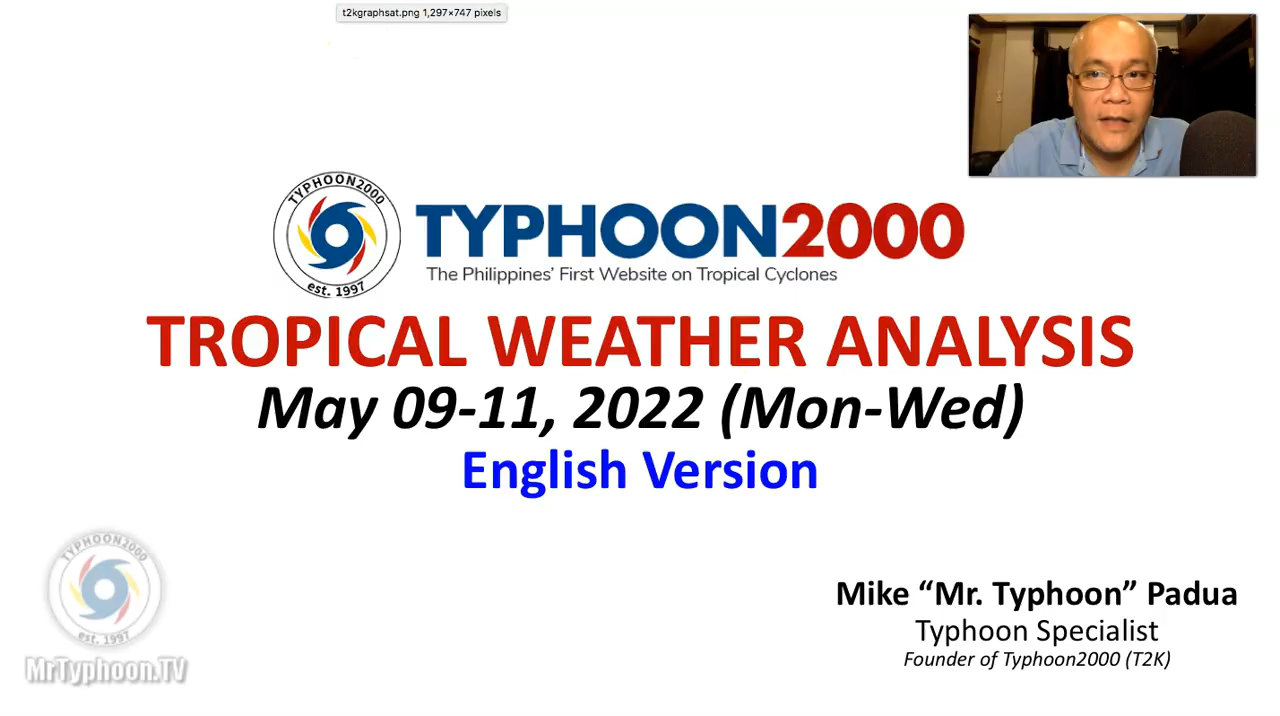 t2kgraphsat.png 1,297×747 pixels
TYPHOON2000
est. 1997
TYPHOON2000
The Philippines' First Website on Tropical Cyclones
TROPICAL WEATHER ANALYSIS
May 09-11, 2022 (Mon-Wed)
English Version
TYPHOON2000
est. 1997
MrTyphoon.TV
Mike “Mr. Typhoon” Padua
Typhoon Specialist
Founder of Typhoon2000 (T2K)